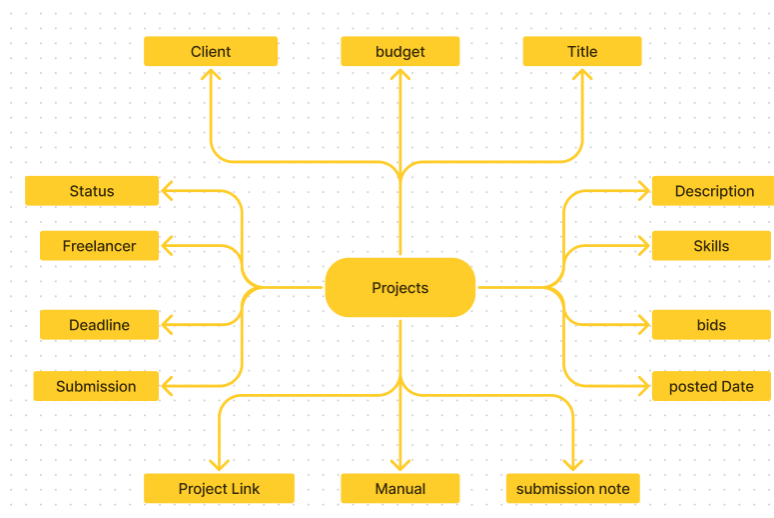 Client
budget
Title
Status
Description
Freelancer
Skills
Projects
Deadline
bids
Submission
posted Date
Project Link
Manual
submission note